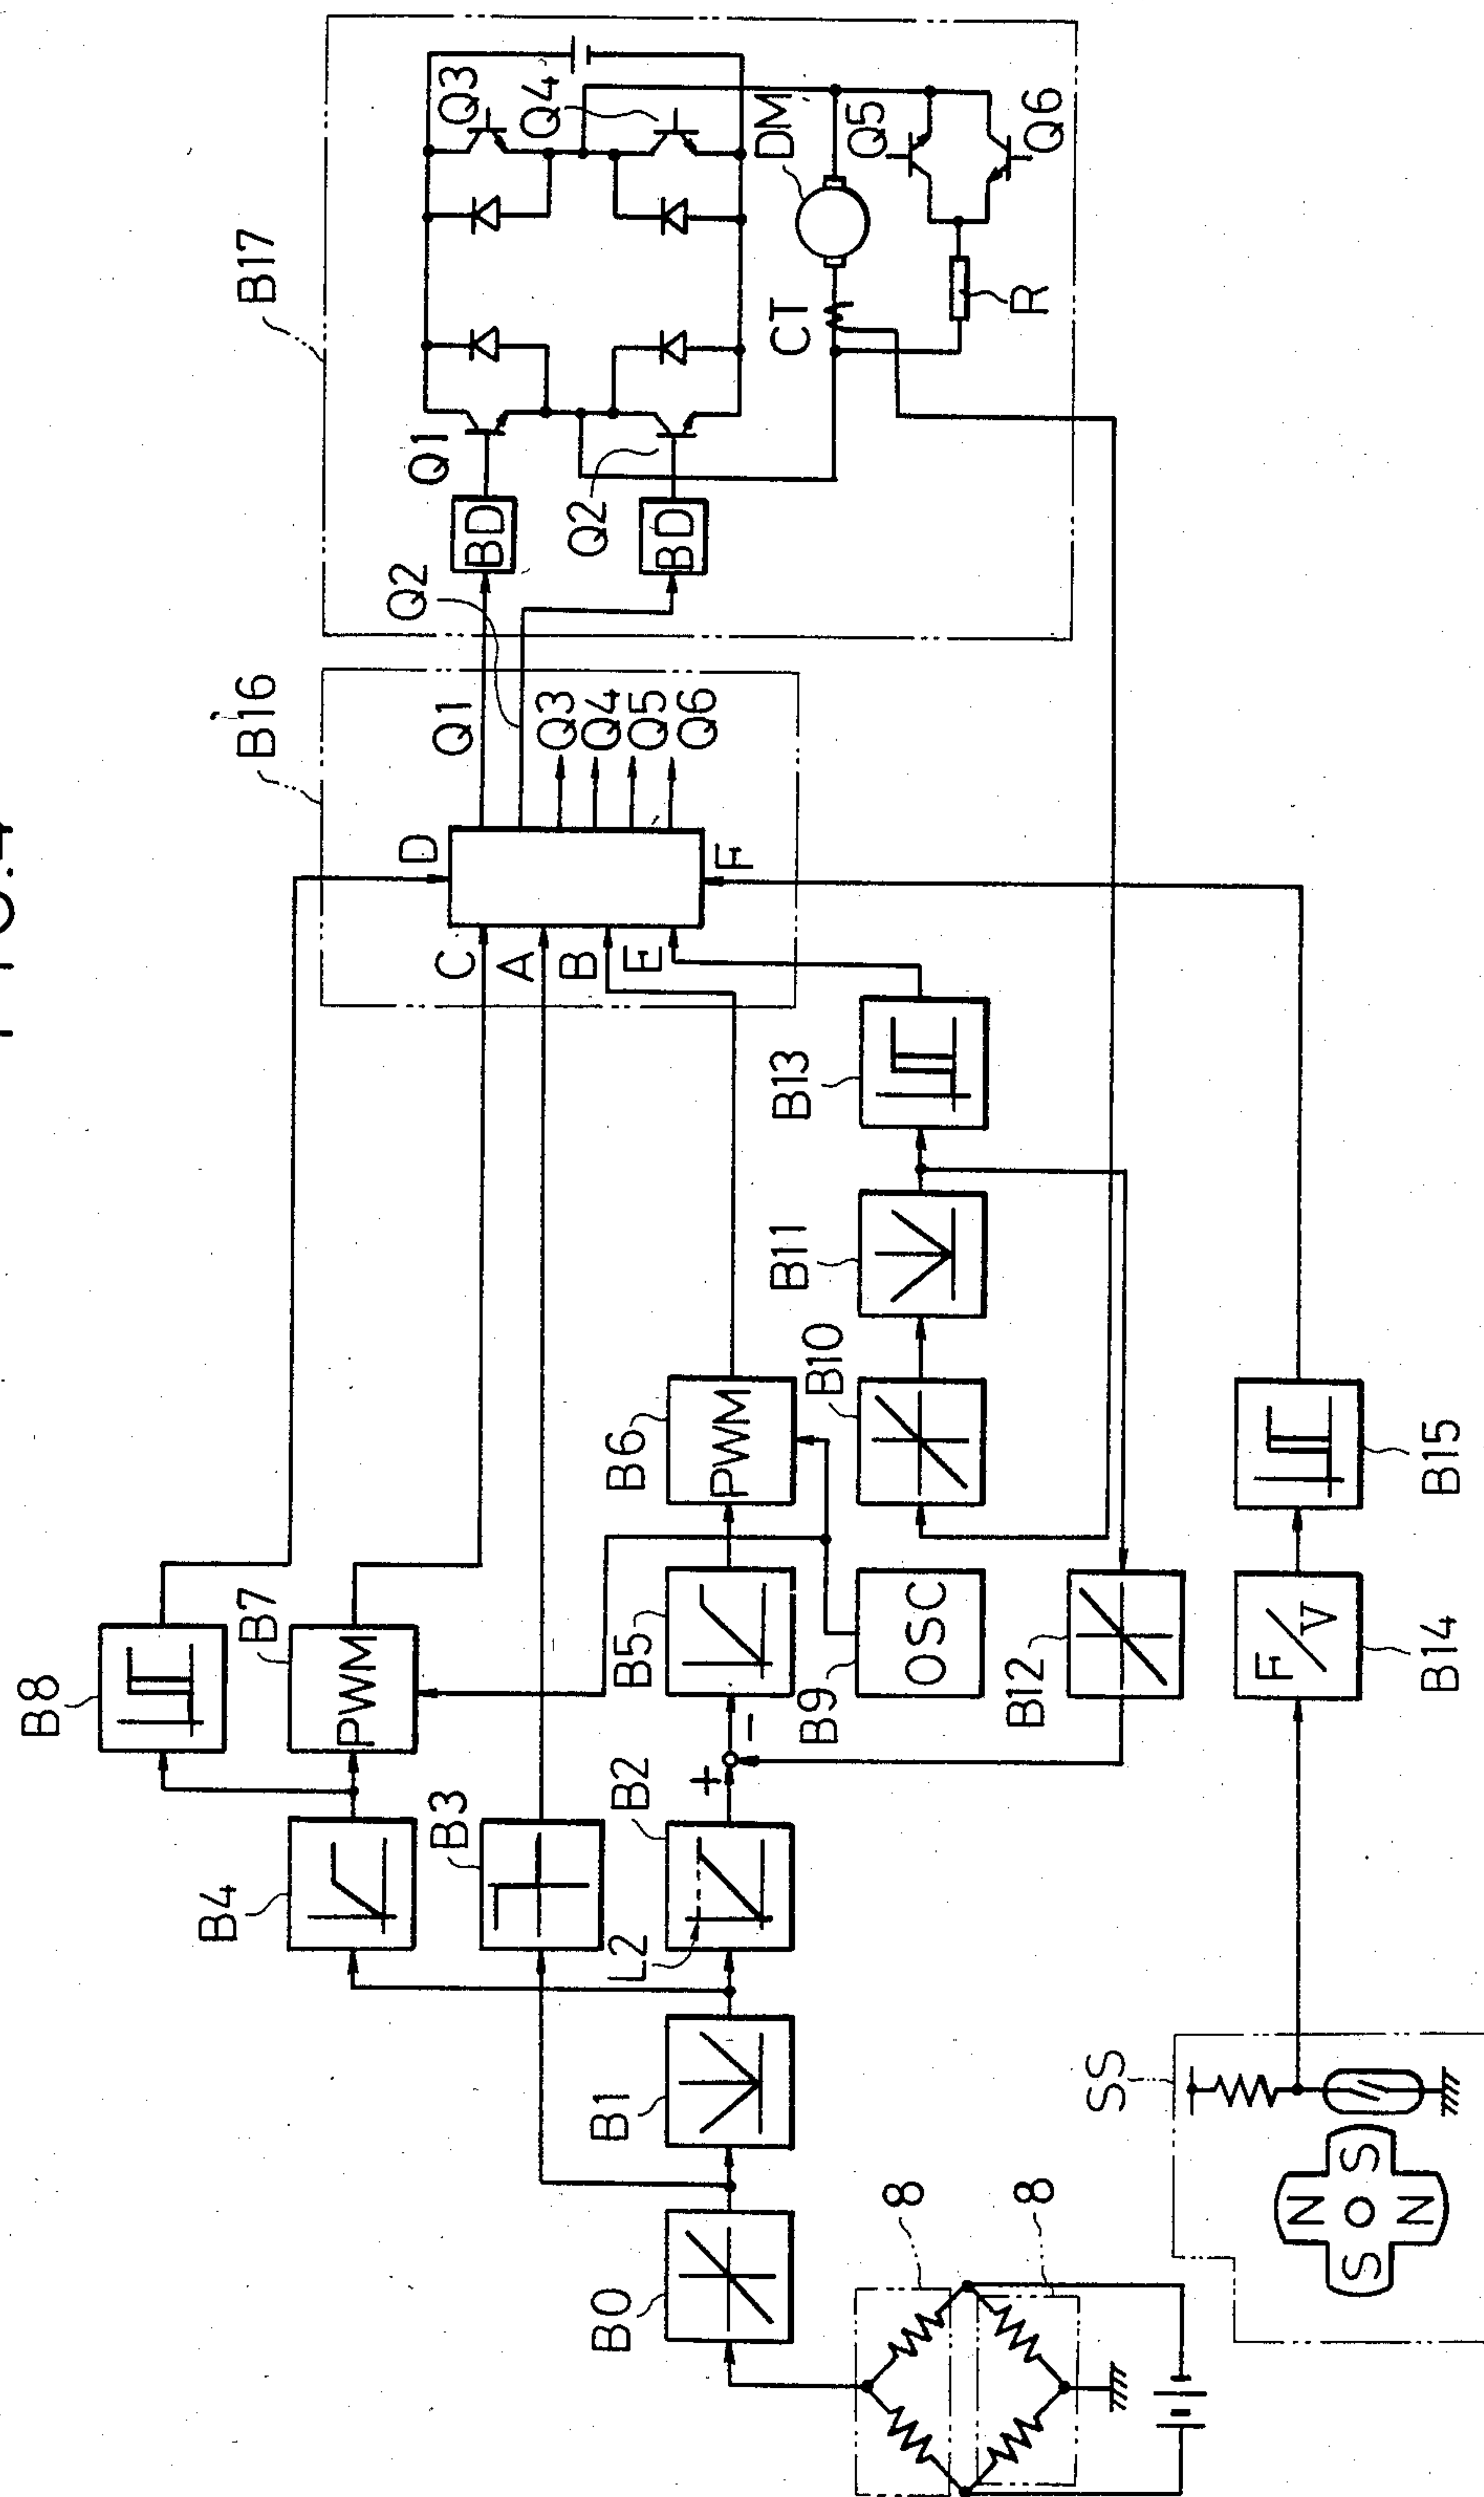 B17
Q3
Q4
DM
Q5
Q6
CT
R
Q1
Q2
BD
BD
Q2
B16
Q1
Q3
Q4
Q5
Q6
D
C
A
B
E
F
B13
B11
B10
B6
PWM
B15
B8
B7
PWM
B5
B9
OSC
B12
F/V
B14
B4
B3
B2
L2
+
-
B1
B0
SS
8
8
N
S
N
S